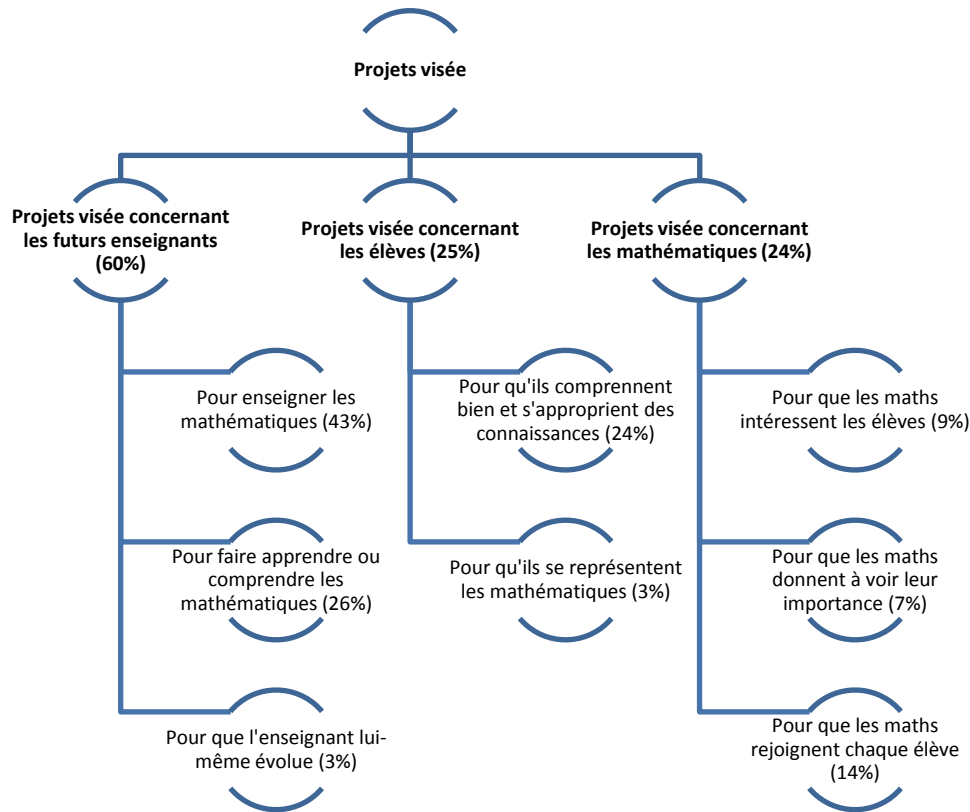 Projets visée
Projets visée concernant
les futurs enseignants
(60%)
Projets visée concernant
les élèves (25%)
Projets visée concernant
les mathématiques (24%)
Pour enseigner les
mathématiques (43%)
Pour faire apprendre ou
comprendre les
mathématiques (26%)
Pour que l'enseignant lui-
même évolue (3%)
Pour qu'ils comprennent
bien et s'approprient des
connaissances (24%)
Pour qu'ils se représentent
les mathématiques (3%)
Pour que les maths
intéressent les élèves (9%)
Pour que les maths
donnent à voir leur
importance (7%)
Pour que les maths
rejoignent chaque élève
(14%)